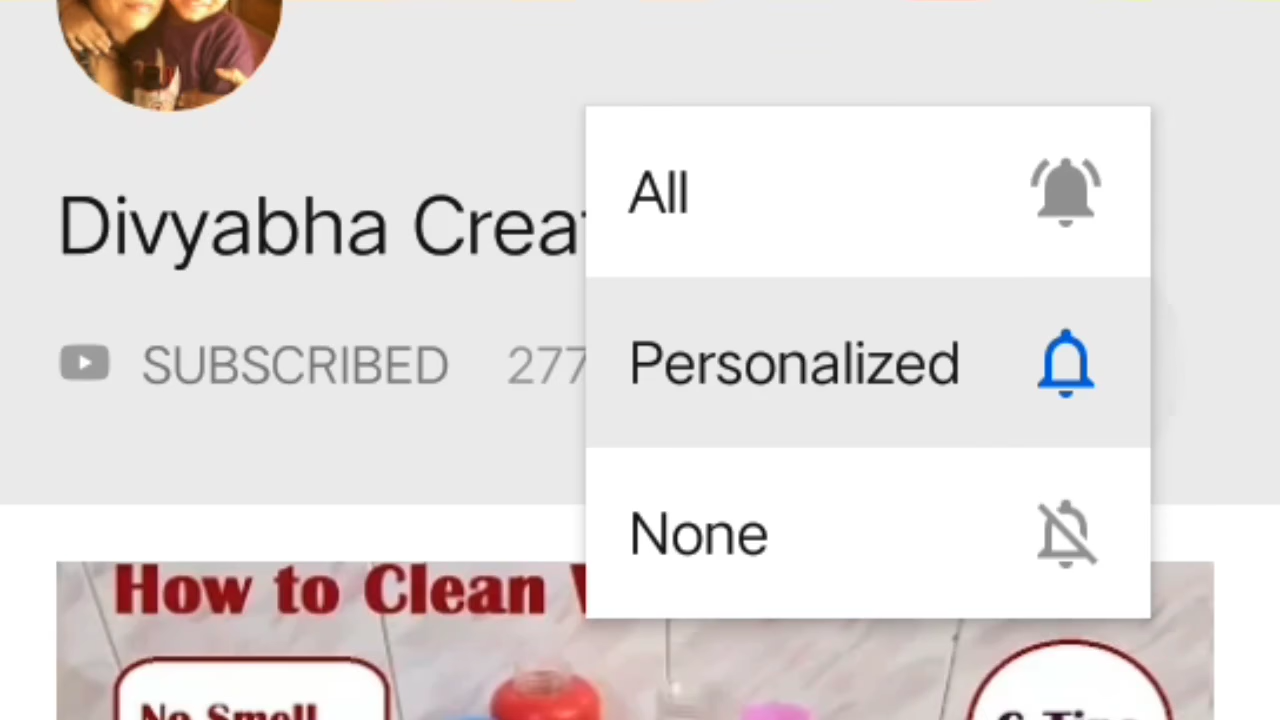 Divyabha Crea
SUBSCRIBED 277
All
Personalized
None
How to Clean
No Smell